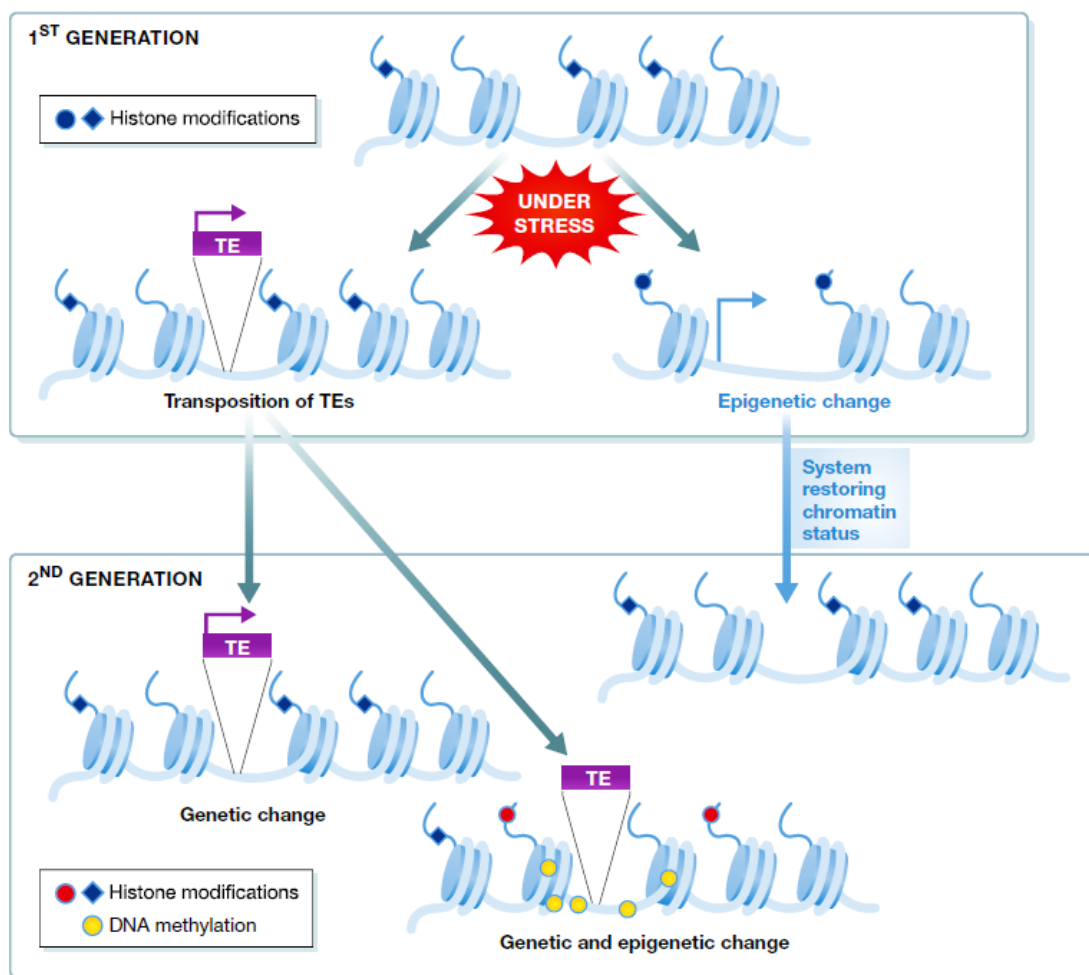 1ST GENERATION
Histone modifications
UNDER
STRESS
TE
Transposition of TEs
Epigenetic change
System
restoring
chromatin
status
2ND GENERATION
TE
Genetic change
TE
Genetic and epigenetic change
Histone modifications
DNA methylation